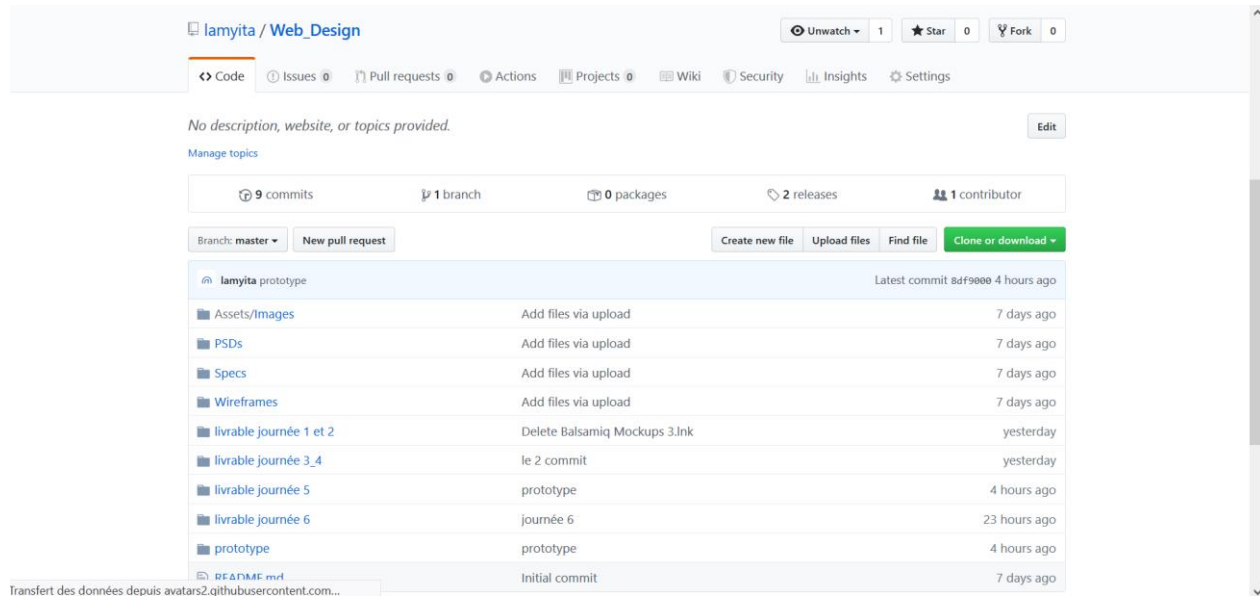 lamyita / Web_Design
Unwatch 1 Star 0 Fork 0
Code Issues 0 Pull requests 0 Actions Projects 0 Wiki Security Insights Settings
No description, website, or topics provided. Edit
Manage topics
9 commits 1 branch 0 packages 2 releases 1 contributor
Branch: master New pull request Create new file Upload files Find file Clone or download
lamyita prototype Latest commit 8df9000 4 hours ago
Assets/Images Add files via upload 7 days ago
PSDs Add files via upload 7 days ago
Specs Add files via upload 7 days ago
Wireframes Add files via upload 7 days ago
livrable journée 1 et 2 Delete Balsamiq Mockups 3.lnk yesterday
livrable journée 3_4 le 2 commit yesterday
livrable journée 5 prototype 4 hours ago
livrable journée 6 journée 6 23 hours ago
prototype prototype 4 hours ago
README.md Initial commit 7 days ago
Transfert des données depuis avatars2.githubusercontent.com...